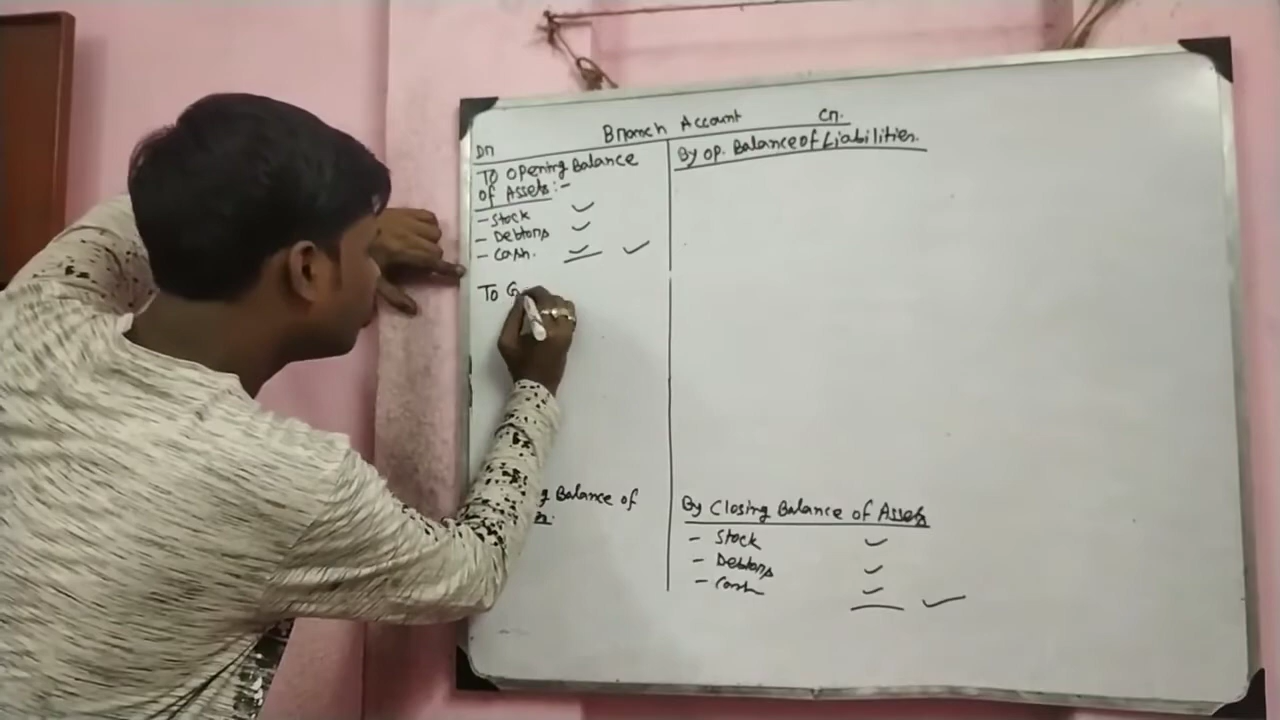 Branch Account
Dr
Cr.
To Opening Balance
of Assets:-
- Stock
- Debtors
- Cash.
To G
g Balance of
By op. Balance of Liabilities.
By Closing Balance of Assets
- Stock
- Debtors
- Cash